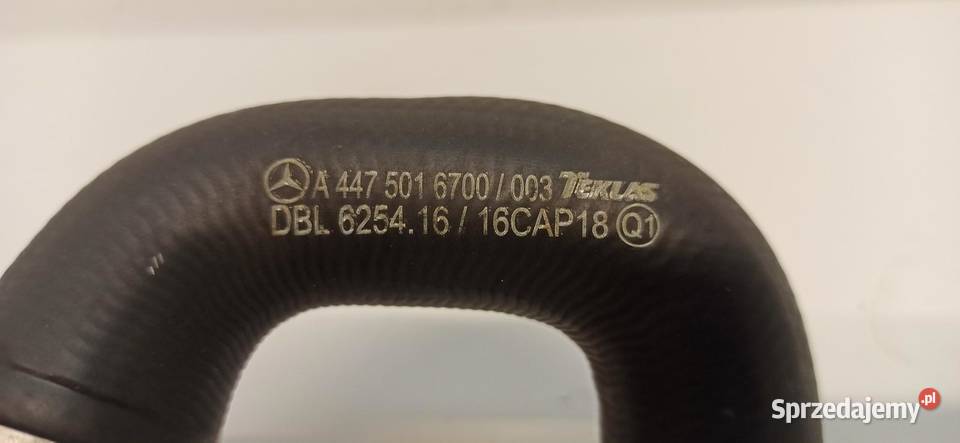 A 447 501 6700 / 003 TEKLAS
DBL 6254.16 / 16CAP18 Q1
Sprzedajemy.pl